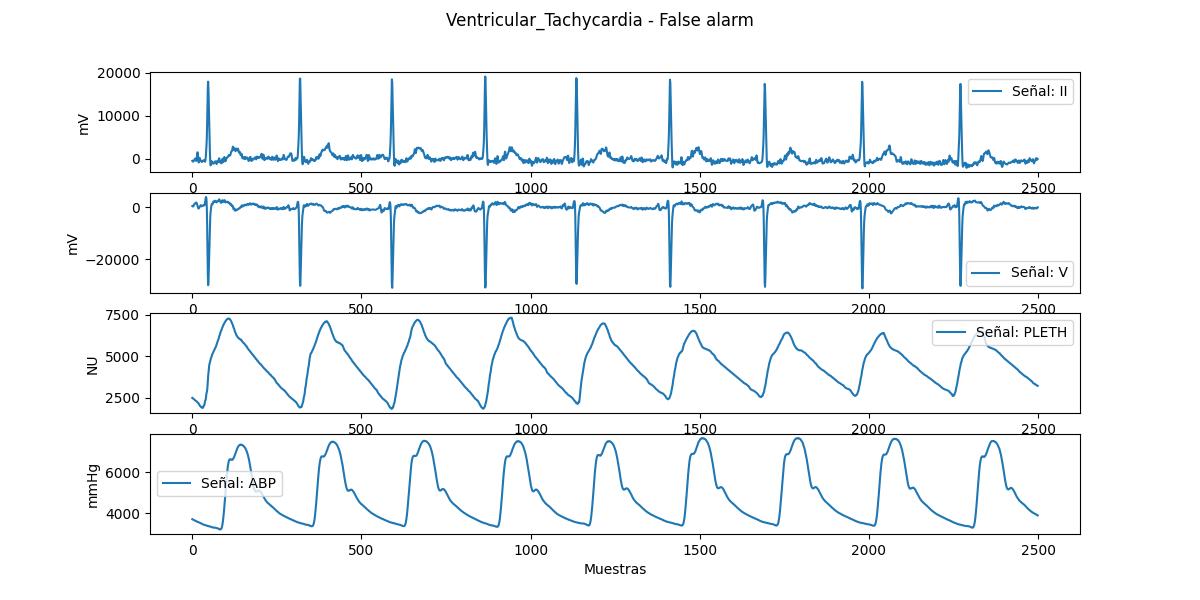 Ventricular_Tachycardia - False alarm
20000
10000
0
mV
Señal: II
0 500 1000 1500 2000 2500
0
−20000
mV
Señal: V
0 500 1000 1500 2000 2500
7500
5000
2500
NU
Señal: PLETH
0 500 1000 1500 2000 2500
6000
4000
mmHg
Señal: ABP
0 500 1000 1500 2000 2500
Muestras